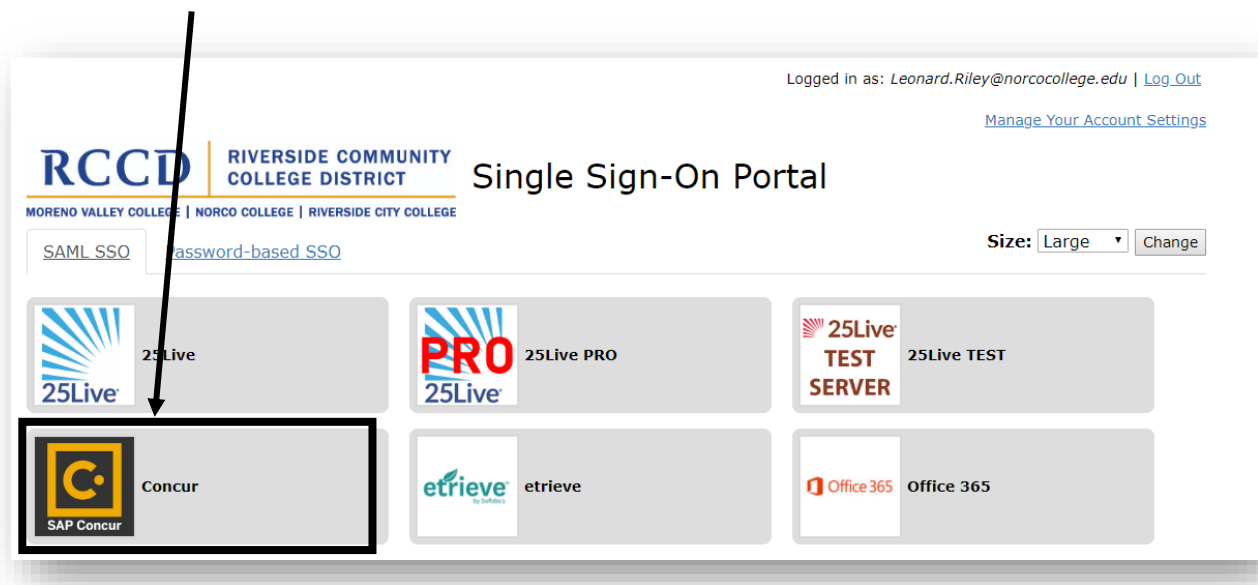 Logged in as: Leonard.Riley@norcocollege.edu | Log Out
Manage Your Account Settings
RCCD
RIVERSIDE COMMUNITY
COLLEGE DISTRICT
MORENO VALLEY COLLEGE | NORCO COLLEGE | RIVERSIDE CITY COLLEGE
Single Sign-On Portal
SAML SSO
Password-based SSO
Size: Large Change
25Live
25Live
PRO
25Live
25Live PRO
25Live
TEST
SERVER
25Live TEST
C
SAP Concur
Concur
etrieve
by Softdocs
etrieve
Office 365
Office 365